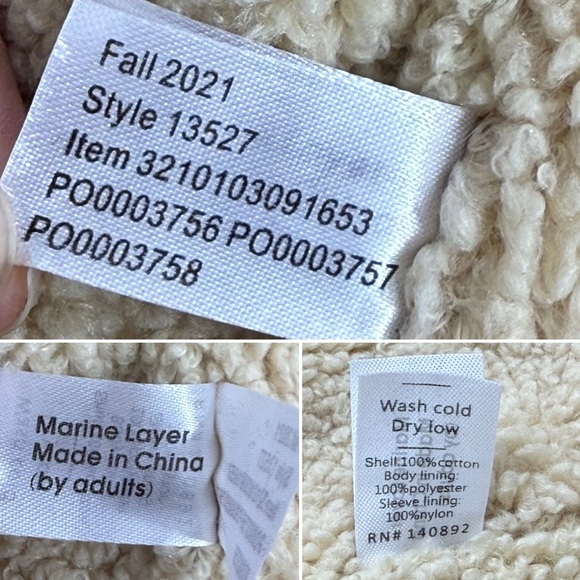 Fall 2021
Style 13527
Item 3210103091653
PO0003756 PO0003757
PO0003758
Marine Layer
Made in China
(by adults)
Wash cold
Dry low
Shell:100%cotton
Body lining:
100%polyester
Sleeve lining:
100%nylon
RN# 140892